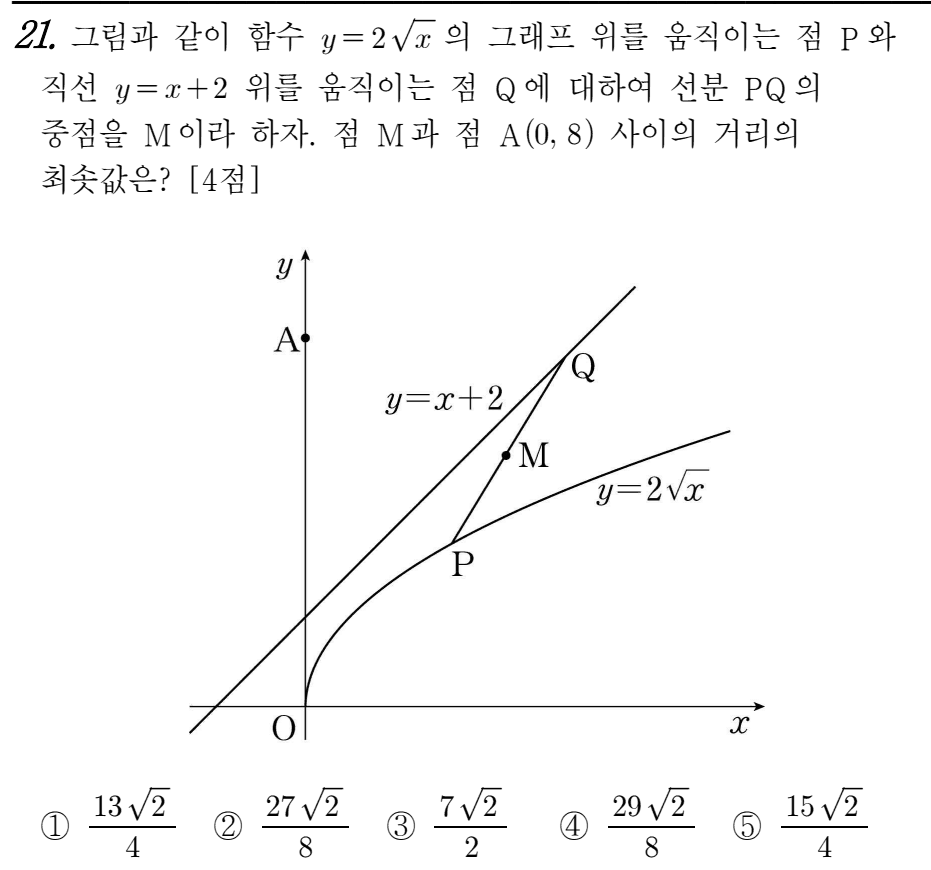 21. 그림과 같이 함수 y=2√x 의 그래프 위를 움직이는 점 P와
직선 y=x+2 위를 움직이는 점 Q에 대하여 선분 PQ의
중점을 M이라 하자. 점 M과 점 A(0, 8) 사이의 거리의
최솟값은? [4점]
y
A
Q
y=x+2
M
y=2√x
P
O
x
① 13√2/4 ② 27√2/8 ③ 7√2/2 ④ 29√2/8 ⑤ 15√2/4